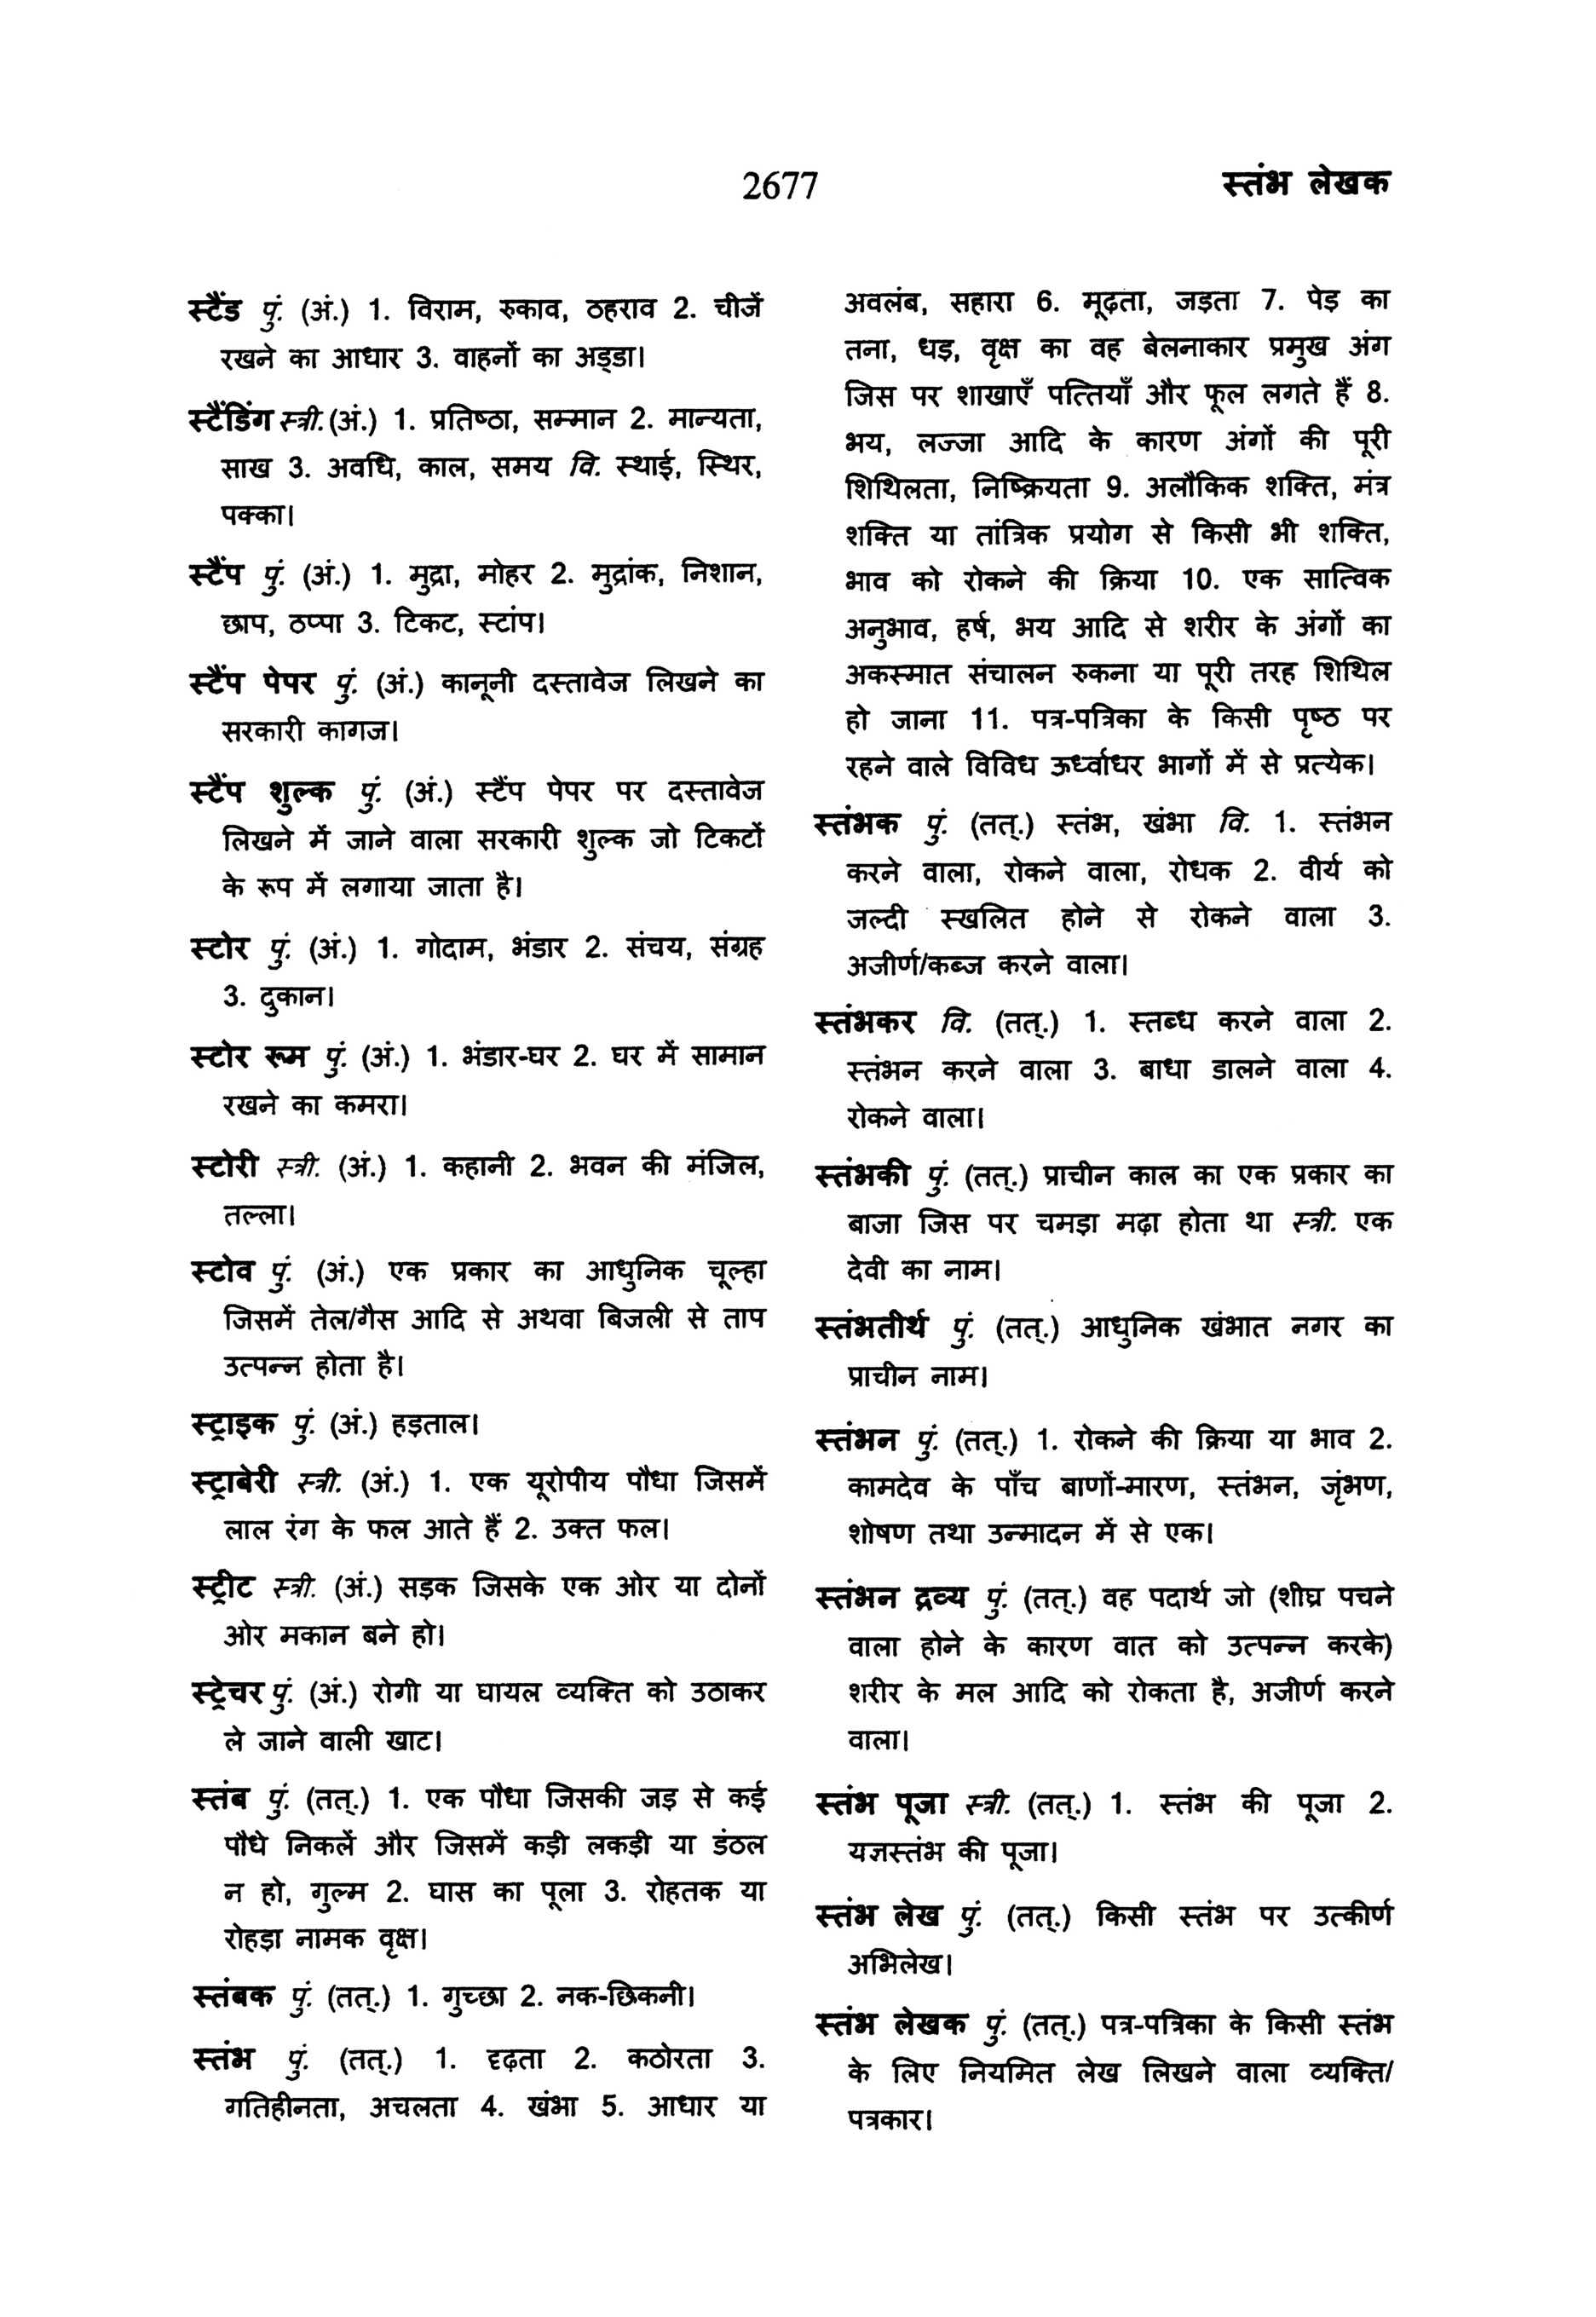 2677 स्तंभ लेखक
स्टैंड पुं. (अं.) 1. विराम, रुकाव, ठहराव 2. चीजें
रखने का आधार 3. वाहनों का अड्डा।
स्टैंडिंग स्त्री. (अं.) 1. प्रतिष्ठा, सम्मान 2. मान्यता,
साख 3. अवधि, काल, समय वि. स्थाई, स्थिर,
पक्का।
स्टैंप पुं. (अं.) 1. मुद्रा, मोहर 2. मुद्रांक, निशान,
छाप, ठप्पा 3. टिकट, स्टांप।
स्टैंप पेपर पुं. (अं.) कानूनी दस्तावेज लिखने का
सरकारी कागज।
स्टैंप शुल्क पुं. (अं.) स्टैंप पेपर पर दस्तावेज
लिखने में जाने वाला सरकारी शुल्क जो टिकटों
के रूप में लगाया जाता है।
स्टोर पुं. (अं.) 1. गोदाम, भंडार 2. संचय, संग्रह
3. दुकान।
स्टोर रूम पुं. (अं.) 1. भंडार-घर 2. घर में सामान
रखने का कमरा।
स्टोरी स्त्री. (अं.) 1. कहानी 2. भवन की मंजिल,
तल्ला।
स्टोव पुं. (अं.) एक प्रकार का आधुनिक चूल्हा
जिसमें तेल/गैस आदि से अथवा बिजली से ताप
उत्पन्न होता है।
स्ट्राइक पुं. (अं.) हड़ताल।
स्ट्राबेरी स्त्री. (अं.) 1. एक यूरोपीय पौधा जिसमें
लाल रंग के फल आते हैं 2. उक्त फल।
स्ट्रीट स्त्री. (अं.) सड़क जिसके एक ओर या दोनों
ओर मकान बने हो।
स्ट्रेचर पुं. (अं.) रोगी या घायल व्यक्ति को उठाकर
ले जाने वाली खाट।
स्तंब पुं. (तत्.) 1. एक पौधा जिसकी जड़ से कई
पौधे निकलें और जिसमें कड़ी लकड़ी या डंठल
न हो, गुल्म 2. घास का पूला 3. रोहतक या
रोहड़ा नामक वृक्ष।
स्तंबक पुं. (तत्.) 1. गुच्छा 2. नक-छिकनी।
स्तंभ पुं. (तत्.) 1. दृढ़ता 2. कठोरता 3.
गतिहीनता, अचलता 4. खंभा 5. आधार या
अवलंब, सहारा 6. मूढ़ता, जड़ता 7. पेड़ का
तना, धड़, वृक्ष का वह बेलनाकार प्रमुख अंग
जिस पर शाखाएँ पत्तियाँ और फूल लगते हैं 8.
भय, लज्जा आदि के कारण अंगों की पूरी
शिथिलता, निष्क्रियता 9. अलौकिक शक्ति, मंत्र
शक्ति या तांत्रिक प्रयोग से किसी भी शक्ति,
भाव को रोकने की क्रिया 10. एक सात्विक
अनुभाव, हर्ष, भय आदि से शरीर के अंगों का
अकस्मात संचालन रुकना या पूरी तरह शिथिल
हो जाना 11. पत्र-पत्रिका के किसी पृष्ठ पर
रहने वाले विविध ऊर्ध्वाधर भागों में से प्रत्येक।
स्तंभक पुं. (तत्.) स्तंभ, खंभा वि. 1. स्तंभन
करने वाला, रोकने वाला, रोधक 2. वीर्य को
जल्दी स्खलित होने से रोकने वाला 3.
अजीर्ण/कब्ज करने वाला।
स्तंभकर वि. (तत्.) 1. स्तब्ध करने वाला 2.
स्तंभन करने वाला 3. बाधा डालने वाला 4.
रोकने वाला।
स्तंभकी पुं. (तत्.) प्राचीन काल का एक प्रकार का
बाजा जिस पर चमड़ा मढ़ा होता था स्त्री. एक
देवी का नाम।
स्तंभतीर्थ पुं. (तत्.) आधुनिक खंभात नगर का
प्राचीन नाम।
स्तंभन पुं. (तत्.) 1. रोकने की क्रिया या भाव 2.
कामदेव के पाँच बाणों-मारण, स्तंभन, जृंभण,
शोषण तथा उन्मादन में से एक।
स्तंभन द्रव्य पुं. (तत्.) वह पदार्थ जो (शीघ्र पचने
वाला होने के कारण वात को उत्पन्न करके)
शरीर के मल आदि को रोकता है, अजीर्ण करने
वाला।
स्तंभ पूजा स्त्री. (तत्.) 1. स्तंभ की पूजा 2.
यज्ञस्तंभ की पूजा।
स्तंभ लेख पुं. (तत्.) किसी स्तंभ पर उत्कीर्ण
अभिलेख।
स्तंभ लेखक पुं. (तत्.) पत्र-पत्रिका के किसी स्तंभ
के लिए नियमित लेख लिखने वाला व्यक्ति/
पत्रकार।